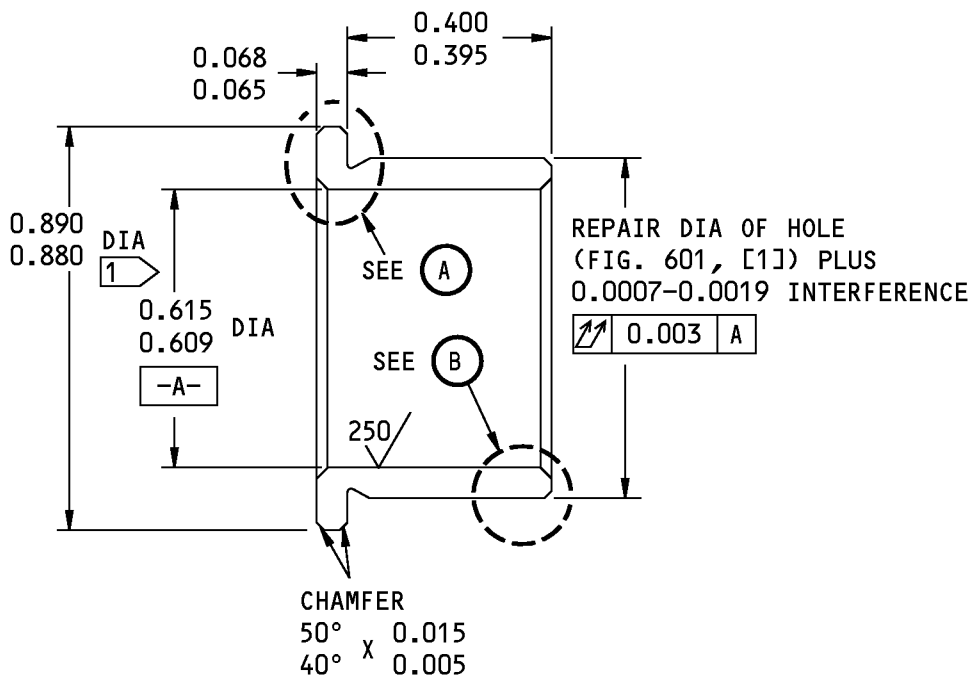 0.400
0.395
0.068
0.065
0.890
0.880
DIA
1
0.615
0.609
DIA
-A-
SEE A
SEE B
250
REPAIR DIA OF HOLE
(FIG. 601, [1]) PLUS
0.0007-0.0019 INTERFERENCE
0.003 A
CHAMFER
50° X 0.015
40° 0.005